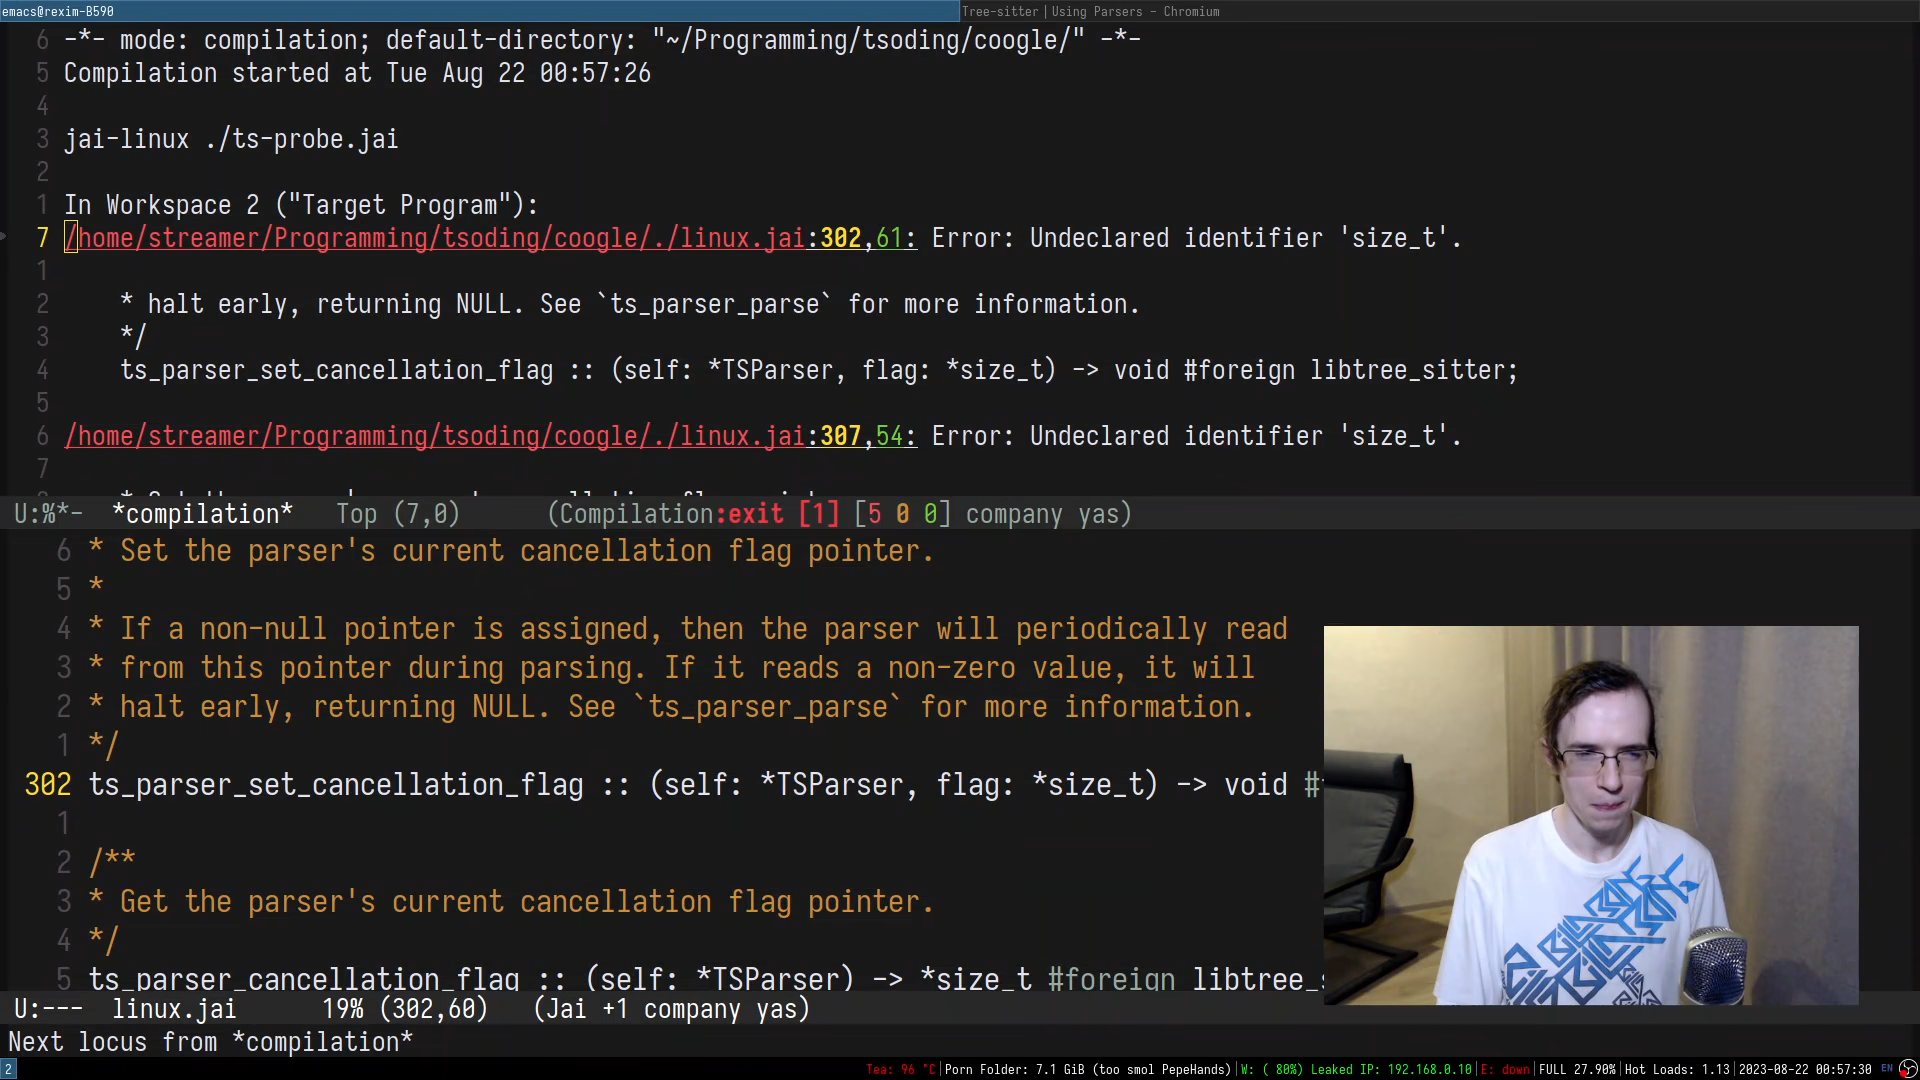 emacs@rexim-B590
Tree-sitter|Using Parsers - Chromium
6 -*- mode: compilation; default-directory: "~/Programming/tsoding/coogle/" -*-
5 Compilation started at Tue Aug 22 00:57:26
4
3 jai-linux ./ts-probe.jai
2
1 In Workspace 2 ("Target Program"):
7 /home/streamer/Programming/tsoding/coogle/./linux.jai:302,61: Error: Undeclared identifier 'size_t'.
1
2 * halt early, returning NULL. See `ts_parser_parse` for more information.
3 */
4 ts_parser_set_cancellation_flag :: (self: *TSParser, flag: *size_t) -> void #foreign libtree_sitter;
5
6 /home/streamer/Programming/tsoding/coogle/./linux.jai:307,54: Error: Undeclared identifier 'size_t'.
7
U:%*- *compilation* Top (7,0) (Compilation:exit [1] [5 0 0] company yas)
6 * Set the parser's current cancellation flag pointer.
5 *
4 * If a non-null pointer is assigned, then the parser will periodically read
3 * from this pointer during parsing. If it reads a non-zero value, it will
2 * halt early, returning NULL. See `ts_parser_parse` for more information.
1 */
302 ts_parser_set_cancellation_flag :: (self: *TSParser, flag: *size_t) -> void #
1
2 /**
3 * Get the parser's current cancellation flag pointer.
4 */
5 ts_parser_cancellation_flag :: (self: *TSParser) -> *size_t #foreign libtree_s
U:--- linux.jai 19% (302,60) (Jai +1 company yas)
Next locus from *compilation*
2
Tea: 96 °C|Porn Folder: 7.1 GiB (too smol PepeHands)|W: ( 80%) Leaked IP: 192.168.0.10|E: down|FULL 27.90%|Hot Loads: 1.13|2023-08-22 00:57:30 EN